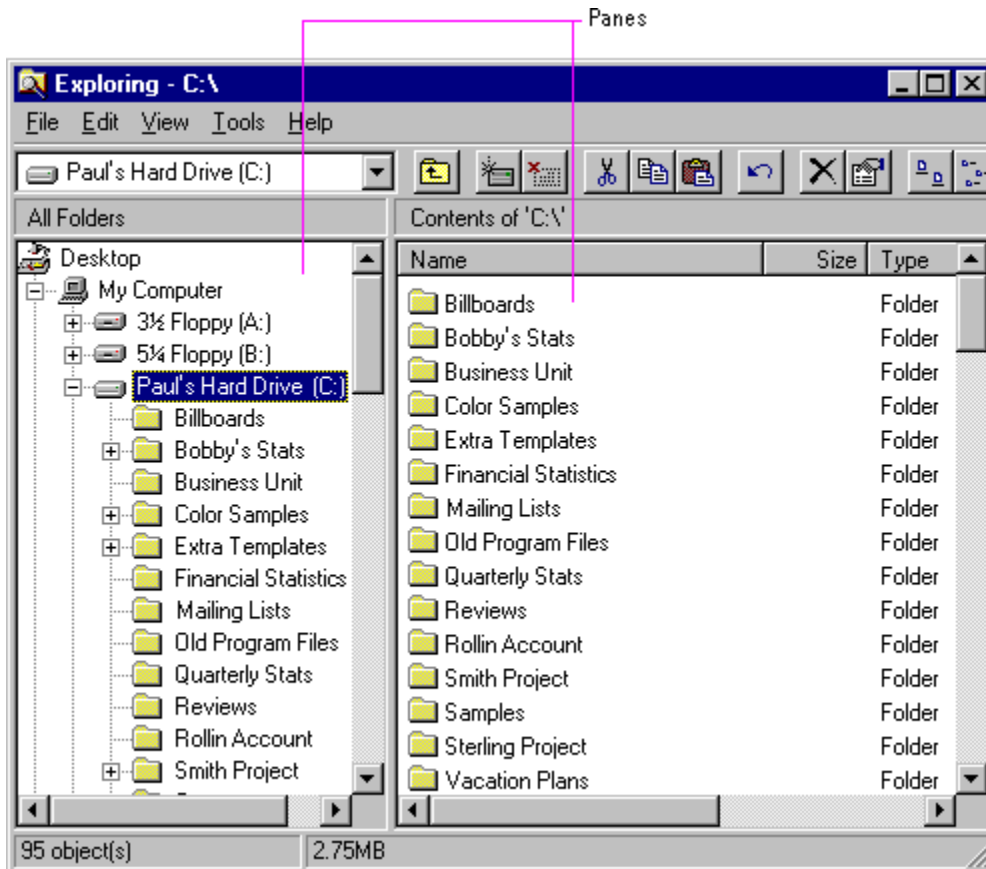 Panes
Exploring - C:\
File Edit View Tools Help
Paul's Hard Drive (C:)
All Folders
Contents of 'C:\'
Desktop
My Computer
3½ Floppy (A:)
5¼ Floppy (B:)
Paul's Hard Drive (C:)
Billboards
Bobby's Stats
Business Unit
Color Samples
Extra Templates
Financial Statistics
Mailing Lists
Old Program Files
Quarterly Stats
Reviews
Rollin Account
Smith Project
Name Size Type
Billboards Folder
Bobby's Stats Folder
Business Unit Folder
Color Samples Folder
Extra Templates Folder
Financial Statistics Folder
Mailing Lists Folder
Old Program Files Folder
Quarterly Stats Folder
Reviews Folder
Rollin Account Folder
Smith Project Folder
Samples Folder
Sterling Project Folder
Vacation Plans Folder
95 object(s)
2.75MB